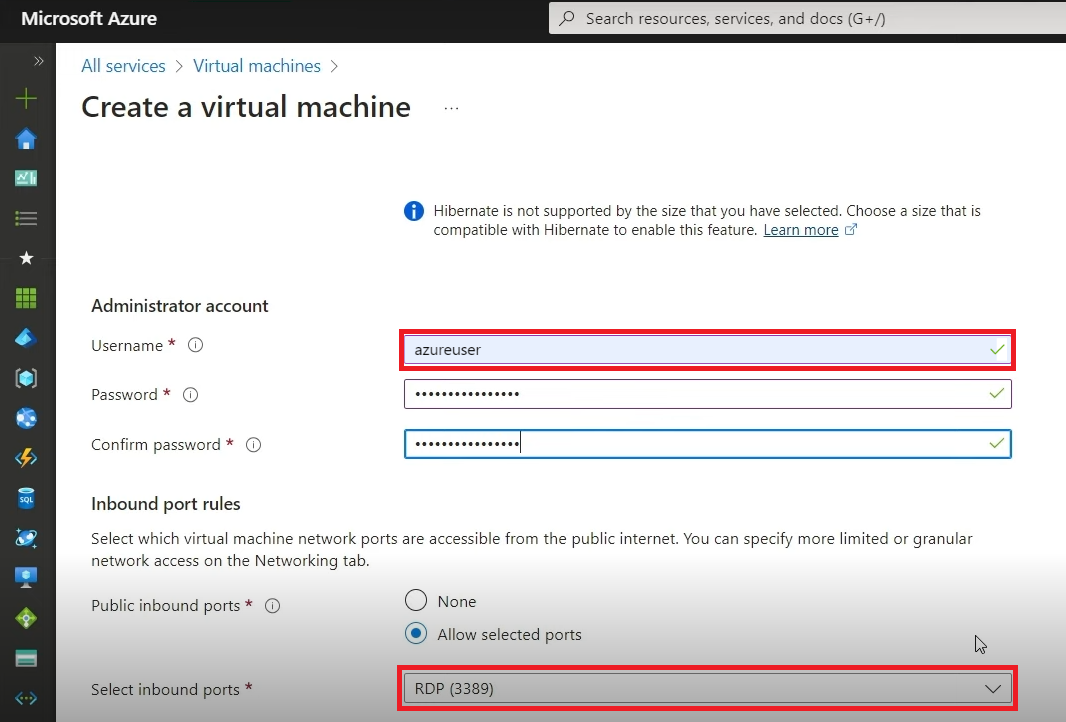 Microsoft Azure
Search resources, services, and docs (G+/)
All services > Virtual machines >
Create a virtual machine ...
Hibernate is not supported by the size that you have selected. Choose a size that is
compatible with Hibernate to enable this feature. Learn more
Administrator account
Username *
azureuser
Password *
••••••••••••••••
Confirm password *
••••••••••••••••
Inbound port rules
Select which virtual machine network ports are accessible from the public internet. You can specify more limited or granular
network access on the Networking tab.
Public inbound ports *
None
Allow selected ports
Select inbound ports *
RDP (3389)
SQL